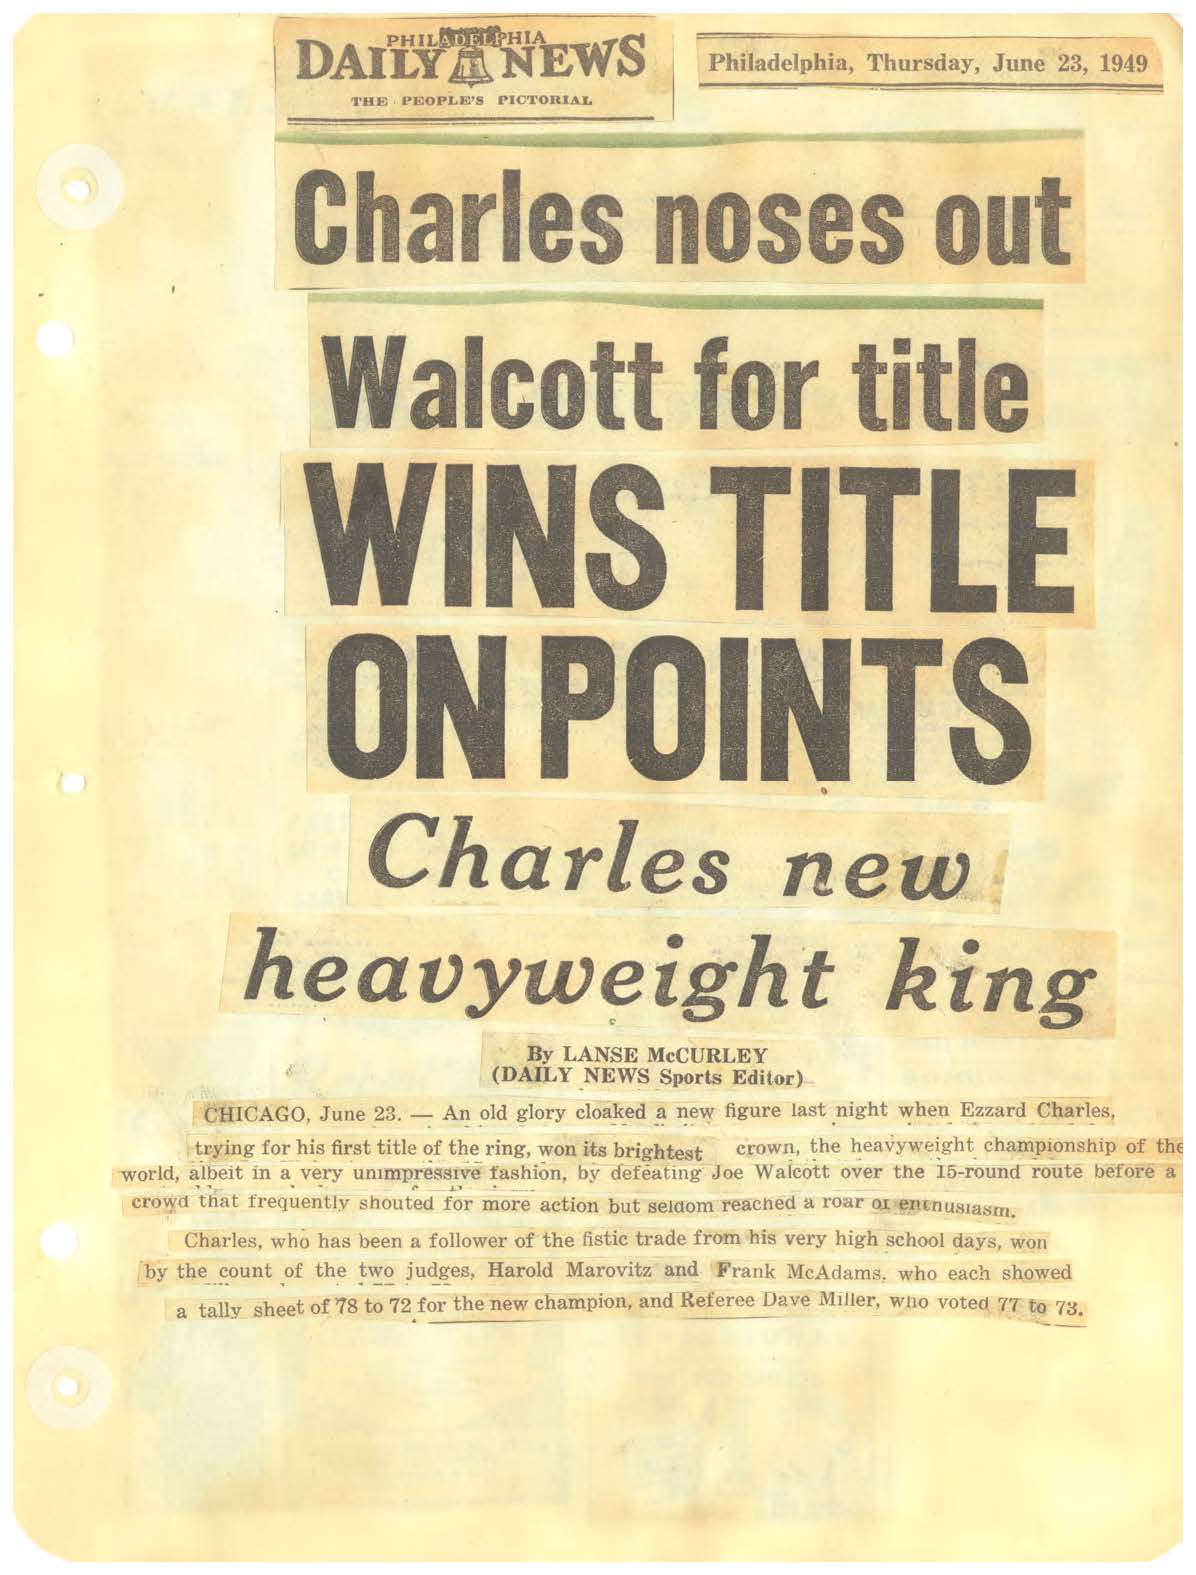 PHILADELPHIA
DAILY NEWS
THE PEOPLE'S PICTORIAL
Philadelphia, Thursday, June 23, 1949
Charles noses out
Walcott for title
WINS TITLE
ON POINTS
Charles new
heavyweight king
By LANSE McCURLEY
(DAILY NEWS Sports Editor)
CHICAGO, June 23. — An old glory cloaked a new figure last night when Ezzard Charles,
trying for his first title of the ring, won its brightest crown, the heavyweight championship of the
world, albeit in a very unimpressive fashion, by defeating Joe Walcott over the 15-round route before a
crowd that frequently shouted for more action but seldom reached a roar of enthusiasm.
Charles, who has been a follower of the fistic trade from his very high school days, won
by the count of the two judges, Harold Marovitz and Frank McAdams, who each showed
a tally sheet of 78 to 72 for the new champion, and Referee Dave Miller, who voted 77 to 73.